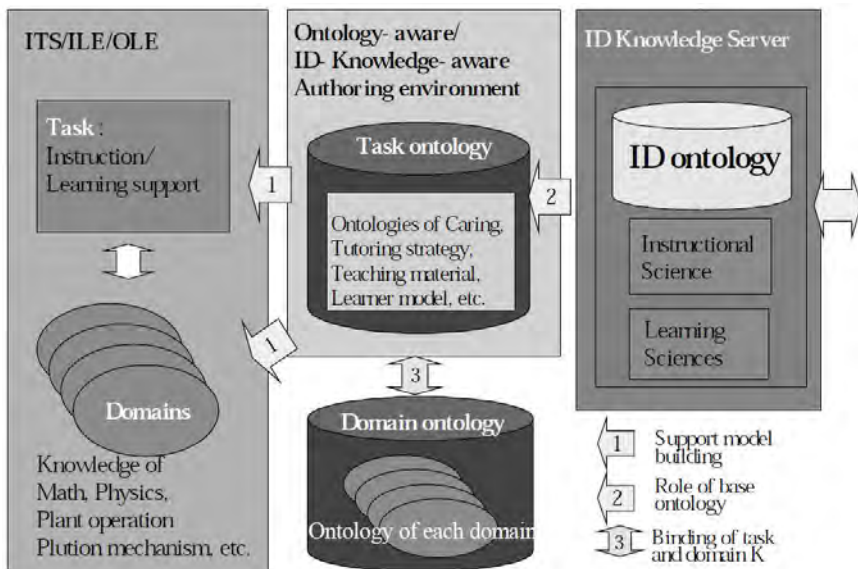 ITS/ILE/OLE
Task :
Instruction/
Learning support
Domains
Knowledge of
Math, Physics,
Plant operation
Plution mechanism, etc.
Ontology- aware/
ID- Knowledge- aware
Authoring environment
Task ontology
Ontologies of Caring,
Tutoring strategy,
Teaching material,
Learner model, etc.
1
1
2
3
Domain ontology
Ontology of each domain
ID Knowledge Server
ID ontology
Instructional
Science
Learning
Sciences
1 Support model
building
2 Role of base
ontology
3 Binding of task
and domain K